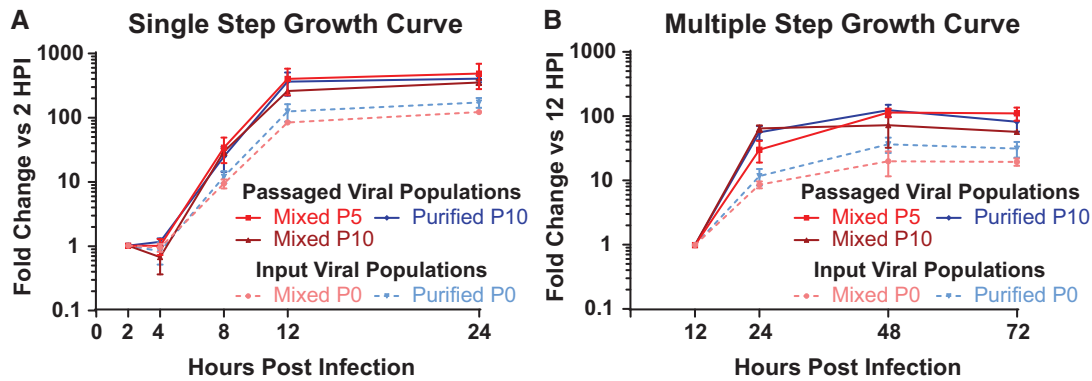 A
Single Step Growth Curve
Fold Change vs 2 HPI
1000
100
10
1
0.1
Passaged Viral Populations
Mixed P5 Purified P10
Mixed P10
Input Viral Populations
Mixed P0 Purified P0
0 2 4 8 12 24
Hours Post Infection
B
Multiple Step Growth Curve
Fold Change vs 12 HPI
1000
100
10
1
0.1
Passaged Viral Populations
Mixed P5 Purified P10
Mixed P10
Input Viral Populations
Mixed P0 Purified P0
12 24 48 72
Hours Post Infection